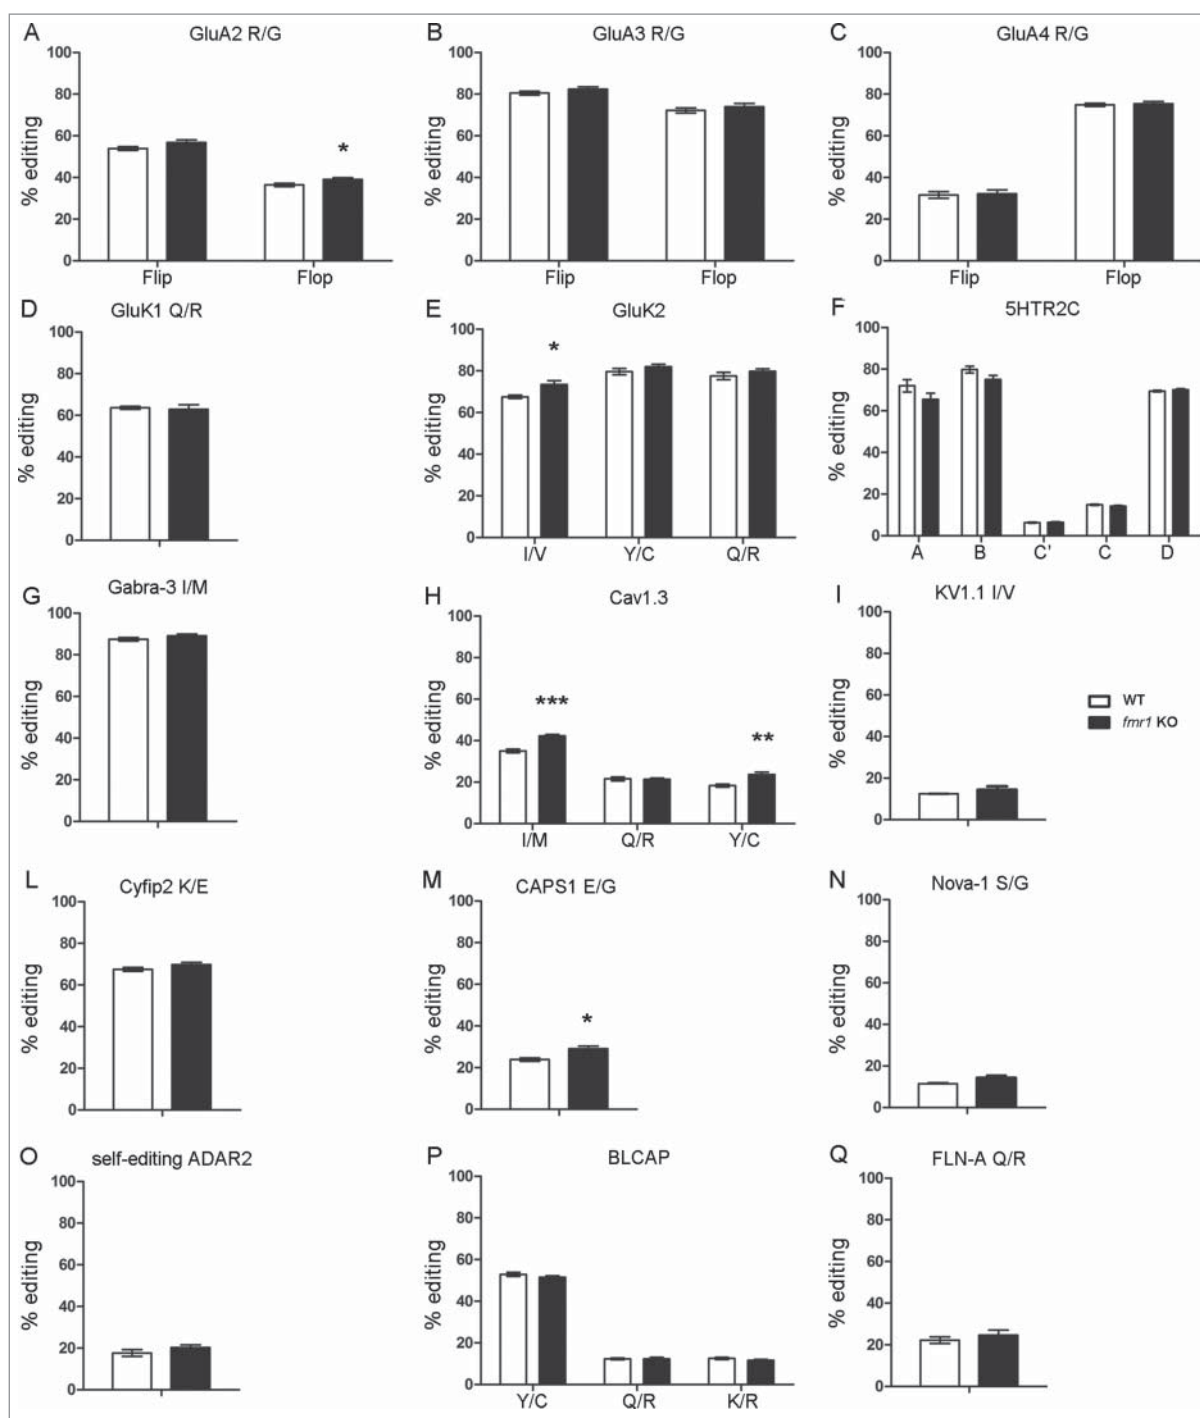 A GluA2 R/G
% editing
100
80
60
40
20
0
*
Flip Flop
B GluA3 R/G
% editing
100
80
60
40
20
0
Flip Flop
C GluA4 R/G
% editing
100
80
60
40
20
0
Flip Flop
D GluK1 Q/R
% editing
100
80
60
40
20
0
E GluK2
% editing
100
80
60
40
20
0
*
I/V Y/C Q/R
F 5HTR2C
% editing
100
80
60
40
20
0
A B C' C D
G Gabra-3 I/M
% editing
100
80
60
40
20
0
H Cav1.3
% editing
100
80
60
40
20
0
***
**
I/M Q/R Y/C
I KV1.1 I/V
% editing
100
80
60
40
20
0
WT
fmr1 KO
L Cyfip2 K/E
% editing
100
80
60
40
20
0
M CAPS1 E/G
% editing
100
80
60
40
20
0
*
N Nova-1 S/G
% editing
100
80
60
40
20
0
O self-editing ADAR2
% editing
100
80
60
40
20
0
P BLCAP
% editing
100
80
60
40
20
0
Y/C Q/R K/R
Q FLN-A Q/R
% editing
100
80
60
40
20
0